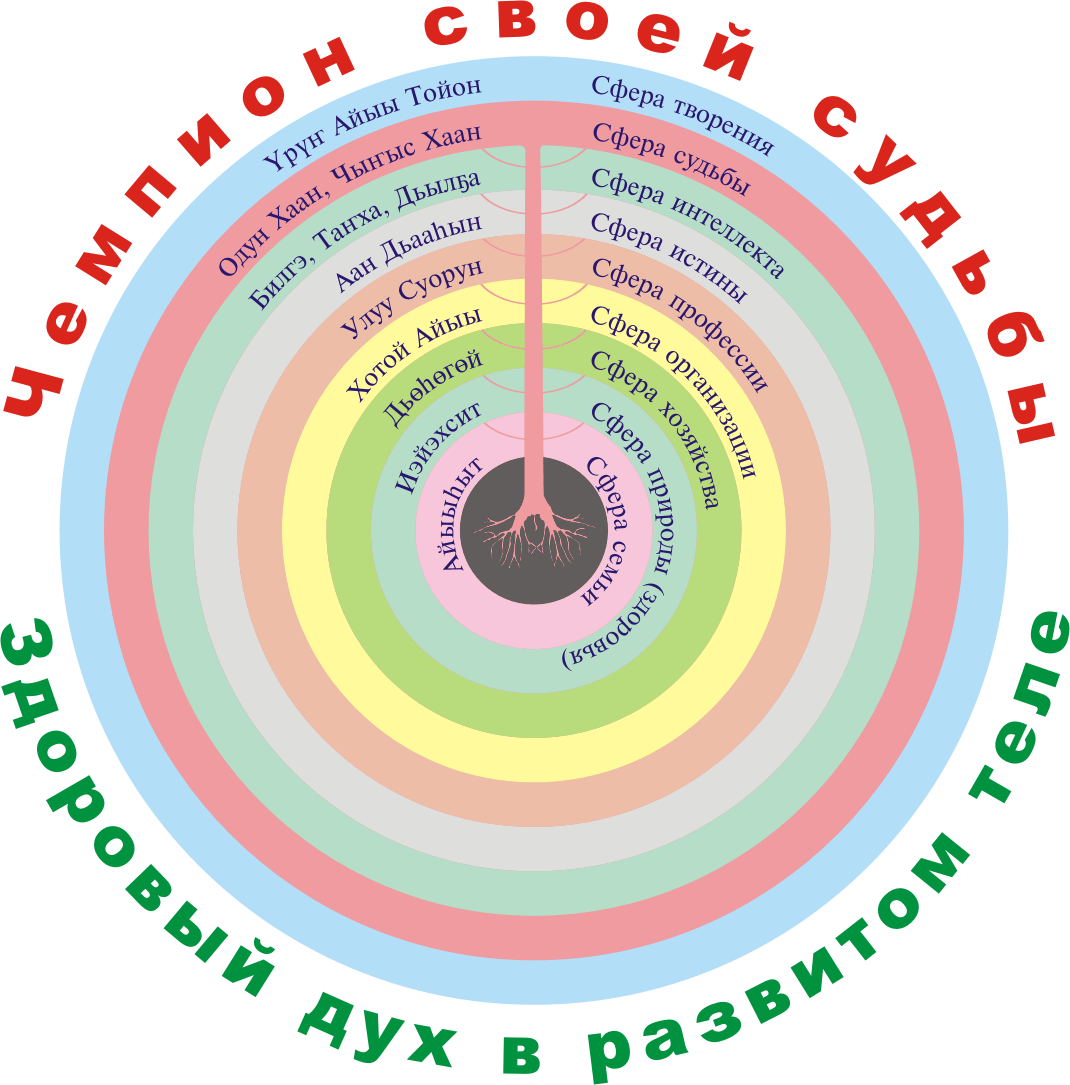 Чемпион своей судьбы
Үрүҥ Айыы Тойон
Сфера творения
Одун Хаан, Чыҥыс Хаан
Сфера судьбы
Билгэ, Таҥха, Дьылҕа
Сфера интеллекта
Аан Дьааһын
Сфера истины
Улуу Суорун
Сфера профессии
Хотой Айыы
Сфера организации
Дьөһөгөй
Сфера хозяйства
Иэйэхсит
Сфера природы (здоровья)
Айыыһыт
Сфера семьи
Здоровый дух в развитом теле